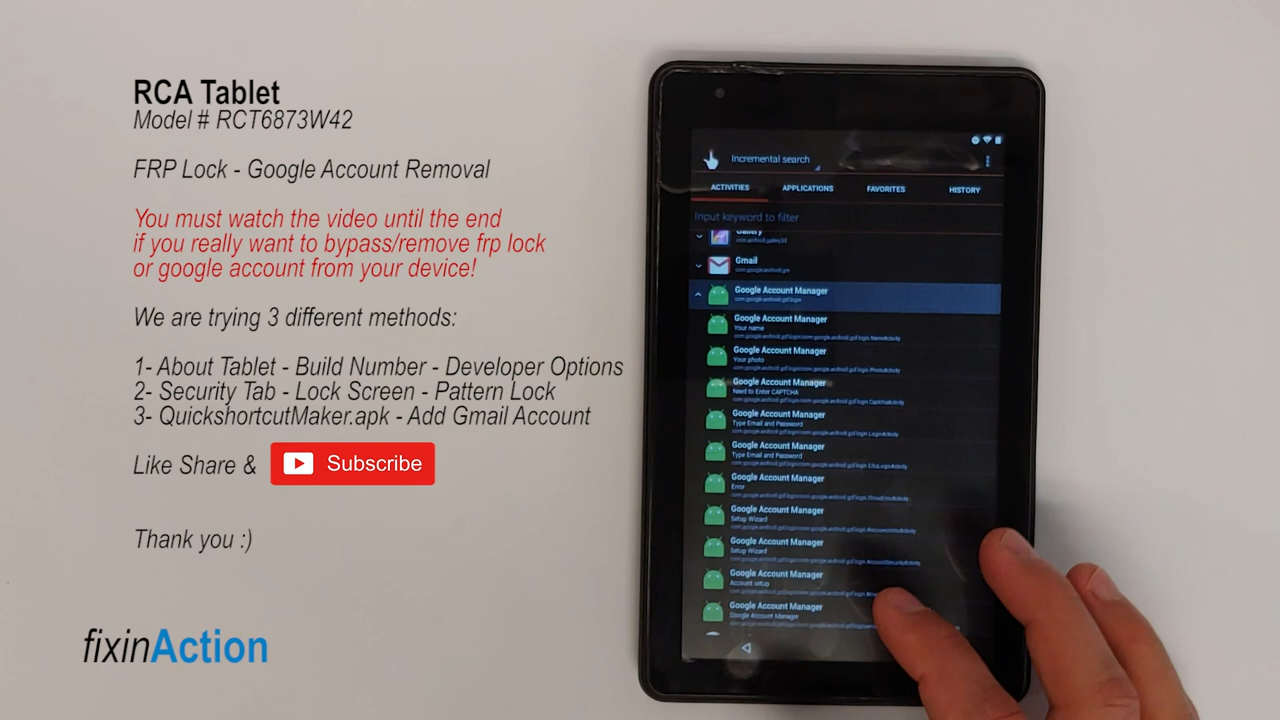 RCA Tablet
Model # RCT6873W42
FRP Lock - Google Account Removal
You must watch the video until the end
if you really want to bypass/remove frp lock
or google account from your device!
We are trying 3 different methods:
1- About Tablet - Build Number - Developer Options
2- Security Tab - Lock Screen - Pattern Lock
3- QuickshortcutMaker.apk - Add Gmail Account
Like Share & Subscribe
Thank you :)
fixinAction
Incremental search
ACTIVITIES APPLICATIONS FAVORITES HISTORY
Input keyword to filter
Gallery
Gmail
Google Account Manager
Google Account Manager
Your name
Google Account Manager
Your photo
Google Account Manager
Need to Enter CAPTCHA
Google Account Manager
Type Email and Password
Google Account Manager
Type Email and Password
Google Account Manager
Error
Google Account Manager
Setup Wizard
Google Account Manager
Setup Wizard
Google Account Manager
Account setup
Google Account Manager
Google Account Manager